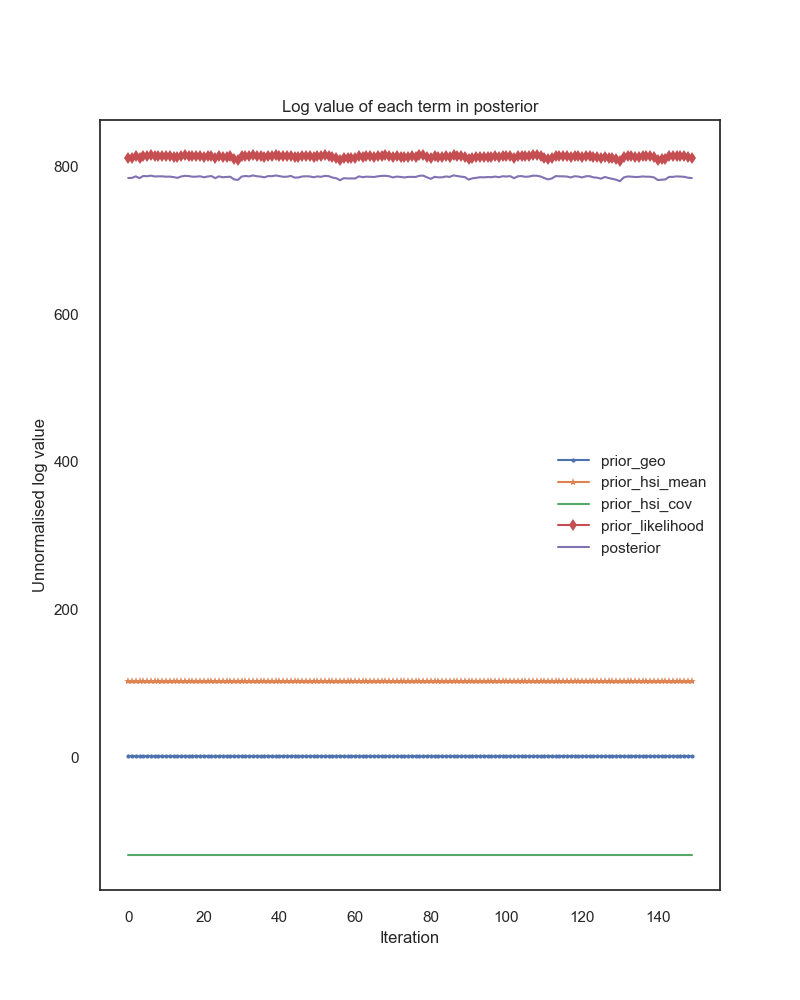 Log value of each term in posterior
Unnormalised log value
800
600
400
200
0
prior_geo
prior_hsi_mean
prior_hsi_cov
prior_likelihood
posterior
0 20 40 60 80 100 120 140
Iteration